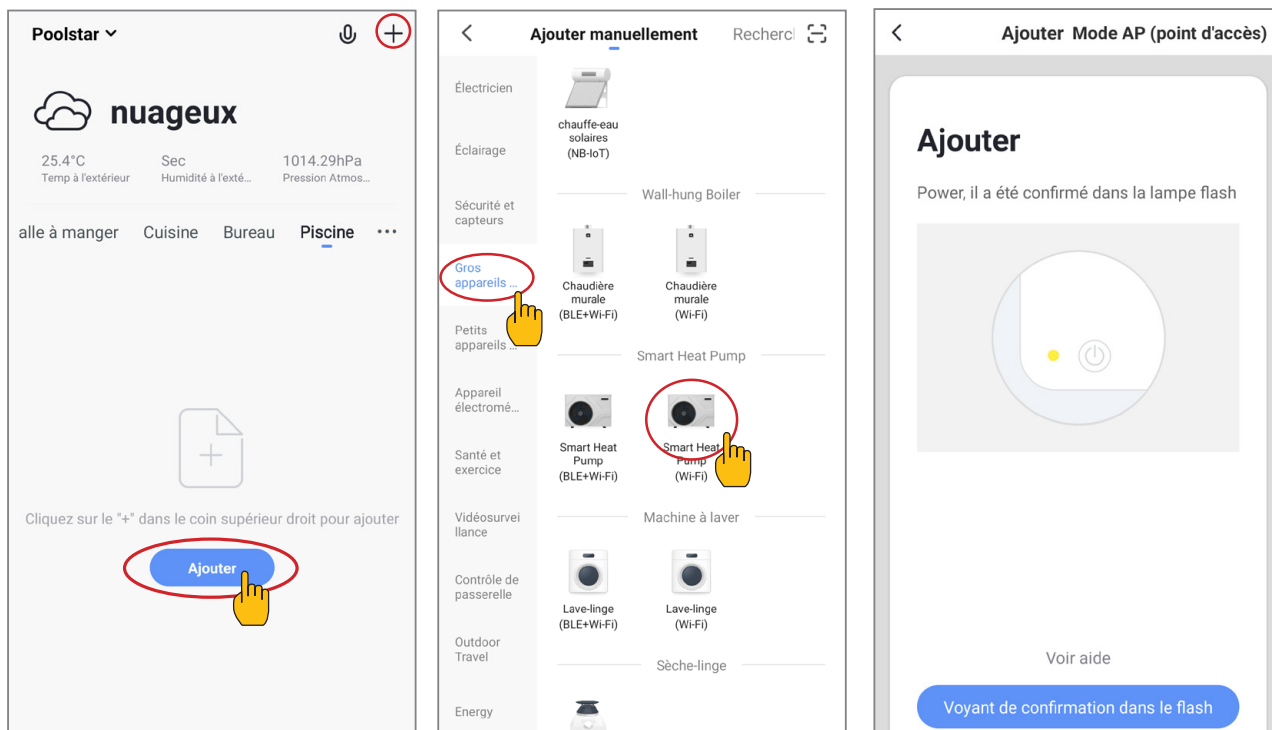 Poolstar
nuageux
25.4°C
Temp à l'extérieur
Sec
Humidité à l'exté...
1014.29hPa
Pression Atmos...
alle à manger
Cuisine
Bureau
Piscine
Cliquez sur le "+" dans le coin supérieur droit pour ajouter
Ajouter
Ajouter manuellement
Recherc
Électricien
Éclairage
Sécurité et
capteurs
Gros
appareils ...
Petits
appareils ...
Appareil
électromé...
Santé et
exercice
Vidéosurvei
llance
Contrôle de
passerelle
Outdoor
Travel
Energy
chauffe-eau
solaires
(NB-IoT)
Wall-hung Boiler
Chaudière
murale
(BLE+Wi-Fi)
Chaudière
murale
(Wi-Fi)
Smart Heat Pump
Smart Heat
Pump
(BLE+Wi-Fi)
Smart Heat
Pump
(Wi-Fi)
Machine à laver
Lave-linge
(BLE+Wi-Fi)
Lave-linge
(Wi-Fi)
Sèche-linge
Ajouter Mode AP (point d'accès)
Ajouter
Power, il a été confirmé dans la lampe flash
Voir aide
Voyant de confirmation dans le flash